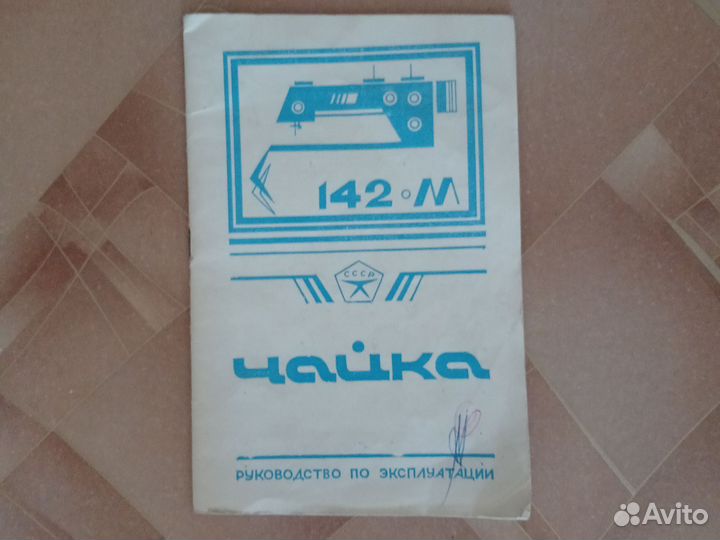 142-М
СССР
чайка
РУКОВОДСТВО ПО ЭКСПЛУАТАЦИИ
Avito